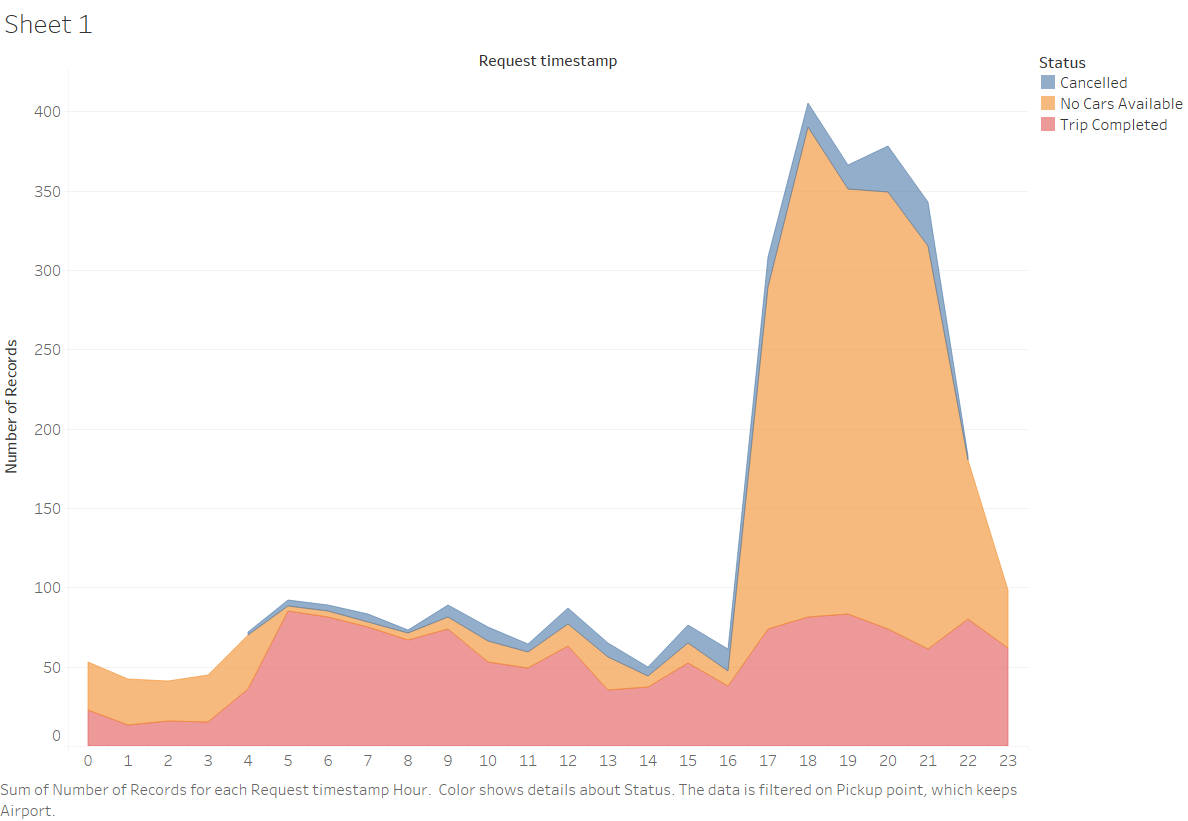 Sheet 1
Request timestamp
Status
Cancelled
No Cars Available
Trip Completed
Number of Records
400
350
300
250
200
150
100
50
0
0 1 2 3 4 5 6 7 8 9 10 11 12 13 14 15 16 17 18 19 20 21 22 23
Sum of Number of Records for each Request timestamp Hour.  Color shows details about Status. The data is filtered on Pickup point, which keeps
Airport.